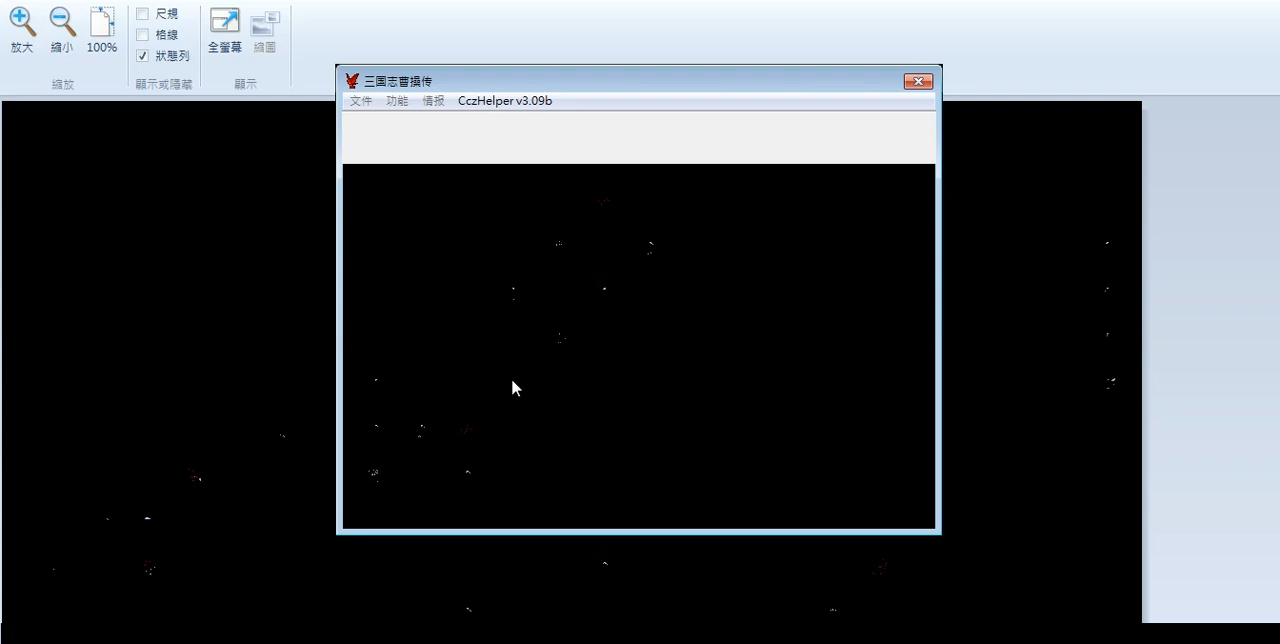 放大 縮小 100%
尺規
格線
狀態列
全螢幕 縮圖
縮放 顯示或隱藏 顯示
三国志曹操传
文件 功能 情报 CczHelper v3.09b